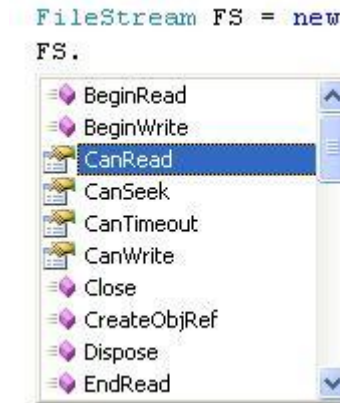 FileStream FS = new
FS.
BeginRead
BeginWrite
CanRead
CanSeek
CanTimeout
CanWrite
Close
CreateObjRef
Dispose
EndRead